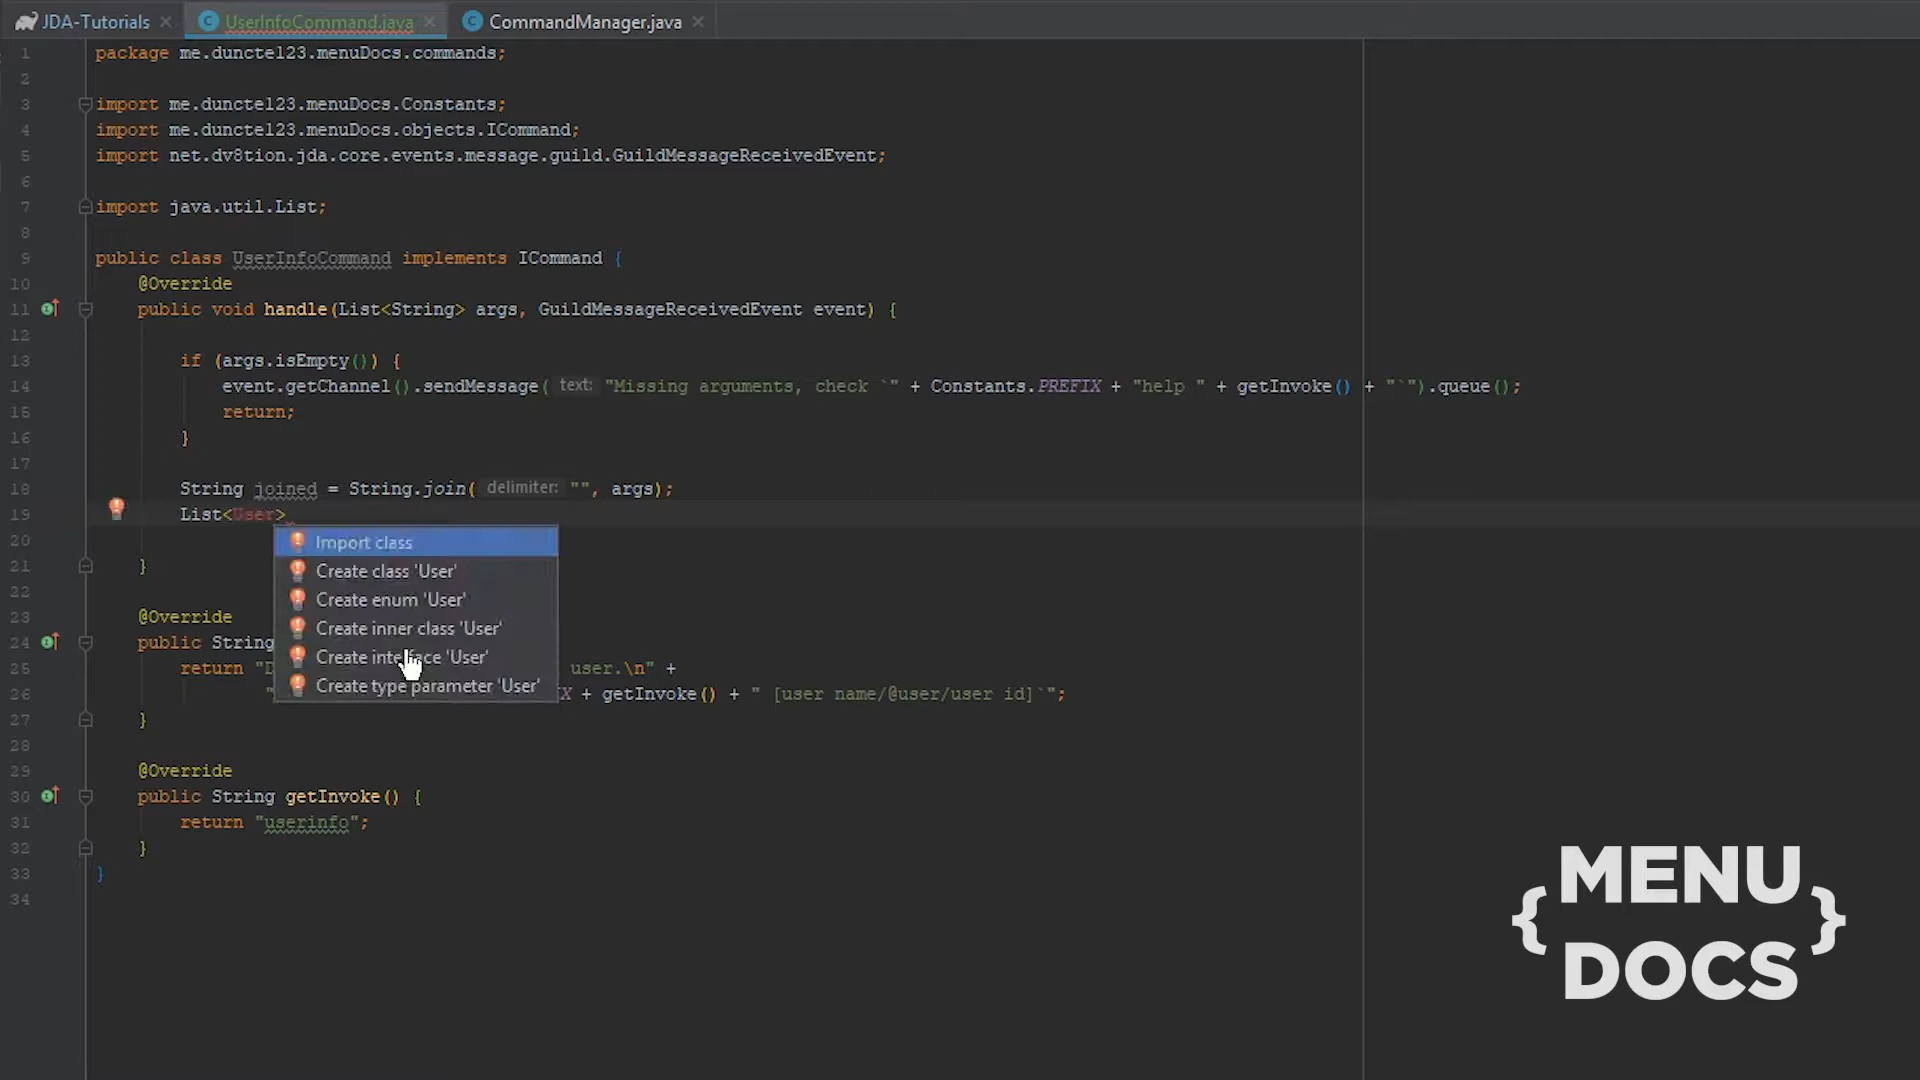 JDA-Tutorials UserInfoCommand.java CommandManager.java
1 package me.duncte123.menuDocs.commands;
2
3 import me.duncte123.menuDocs.Constants;
4 import me.duncte123.menuDocs.objects.ICommand;
5 import net.dv8tion.jda.core.events.message.guild.GuildMessageReceivedEvent;
6
7 import java.util.List;
8
9 public class UserInfoCommand implements ICommand {
10 @Override
11 public void handle(List<String> args, GuildMessageReceivedEvent event) {
12
13 if (args.isEmpty()) {
14 event.getChannel().sendMessage( text: "Missing arguments, check `" + Constants.PREFIX + "help " + getInvoke() + "`").queue();
15 return;
16 }
17
18 String joined = String.join( delimiter: "", args);
19 List<User>
20
Import class
21 }
Create class 'User'
22
Create enum 'User'
23 @Override
Create inner class 'User'
24 public String
Create interface 'User'
25 return "D user.\n" +
Create type parameter 'User'
26 " X + getInvoke() + " [user name/@user/user id]`";
27 }
28
29 @Override
30 public String getInvoke() {
31 return "userinfo";
32 }
33 }
34
{ MENU
DOCS }